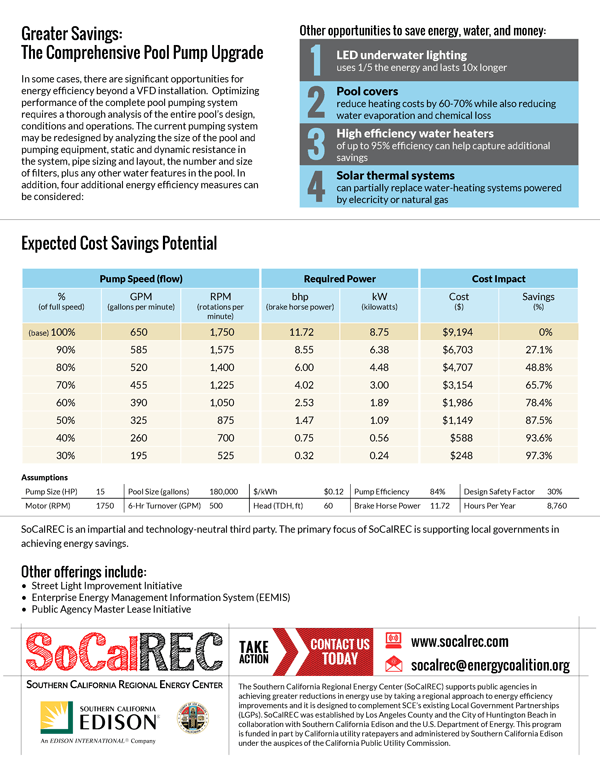 Greater Savings:
The Comprehensive Pool Pump Upgrade
In some cases, there are significant opportunities for
energy efficiency beyond a VFD installation. Optimizing
performance of the complete pool pumping system
requires a thorough analysis of the entire pool's design,
conditions and operations. The current pumping system
may be redesigned by analyzing the size of the pool and
pumping equipment, static and dynamic resistance in
the system, pipe sizing and layout, the number and size
of filters, plus any other water features in the pool. In
addition, four additional energy efficiency measures can
be considered:
Other opportunities to save energy, water, and money:
1 LED underwater lighting
uses 1/5 the energy and lasts 10x longer
2 Pool covers
reduce heating costs by 60-70% while also reducing
water evaporation and chemical loss
3 High efficiency water heaters
of up to 95% efficiency can help capture additional
savings
4 Solar thermal systems
can partially replace water-heating systems powered
by elecricity or natural gas
Expected Cost Savings Potential
Pump Speed (flow) Required Power Cost Impact
% GPM RPM bhp kW Cost Savings
(of full speed) (gallons per minute) (rotations per (brake horse power) (kilowatts) ($) (%)
minute)
(base) 100% 650 1,750 11.72 8.75 $9,194 0%
90% 585 1,575 8.55 6.38 $6,703 27.1%
80% 520 1,400 6.00 4.48 $4,707 48.8%
70% 455 1,225 4.02 3.00 $3,154 65.7%
60% 390 1,050 2.53 1.89 $1,986 78.4%
50% 325 875 1.47 1.09 $1,149 87.5%
40% 260 700 0.75 0.56 $588 93.6%
30% 195 525 0.32 0.24 $248 97.3%
Assumptions
Pump Size (HP) 15 Pool Size (gallons) 180,000 $/kWh $0.12 Pump Efficiency 84% Design Safety Factor 30%
Motor (RPM) 1750 6-Hr Turnover (GPM) 500 Head (TDH, ft) 60 Brake Horse Power 11.72 Hours Per Year 8,760
SoCalREC is an impartial and technology-neutral third party. The primary focus of SoCalREC is supporting local governments in
achieving energy savings.
Other offerings include:
• Street Light Improvement Initiative
• Enterprise Energy Management Information System (EEMIS)
• Public Agency Master Lease Initiative
SoCalREC
SOUTHERN CALIFORNIA REGIONAL ENERGY CENTER
SOUTHERN CALIFORNIA
EDISON®
An EDISON INTERNATIONAL® Company
TAKE
ACTION
CONTACT US
TODAY
www.socalrec.com
socalrec@energycoalition.org
The Southern California Regional Energy Center (SoCalREC) supports public agencies in
achieving greater reductions in energy use by taking a regional approach to energy efficiency
improvements and it is designed to complement SCE's existing Local Government Partnerships
(LGPs). SoCalREC was established by Los Angeles County and the City of Huntington Beach in
collaboration with Southern California Edison and the U.S. Department of Energy. This program
is funded in part by California utility ratepayers and administered by Southern California Edison
under the auspices of the California Public Utility Commission.